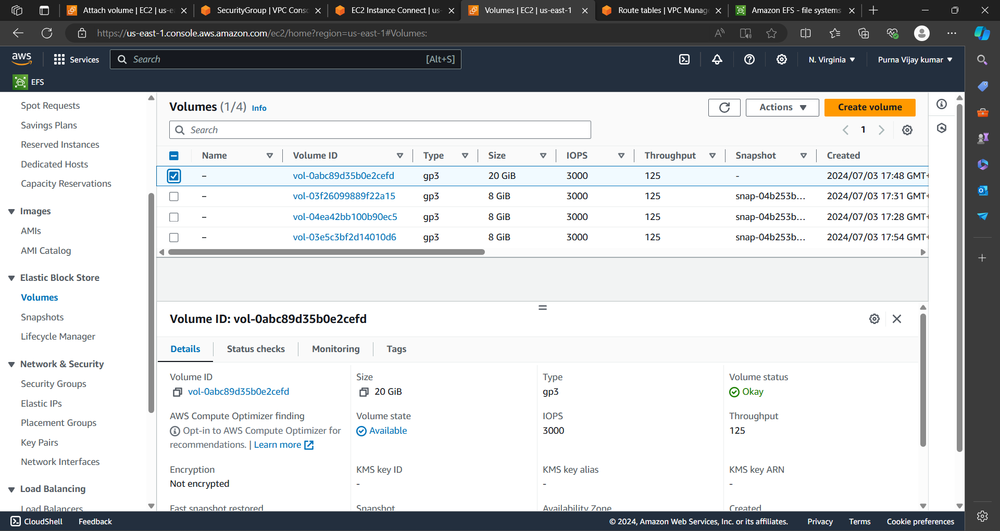 Attach volume | EC2 | us-e
SecurityGroup | VPC Conso
EC2 Instance Connect | us-
Volumes | EC2 | us-east-1
Route tables | VPC Manag
Amazon EFS - file systems
https://us-east-1.console.aws.amazon.com/ec2/home?region=us-east-1#Volumes:
aws
Services
Search
[Alt+S]
N. Virginia
Purna Vijay kumar
EFS
Spot Requests
Savings Plans
Reserved Instances
Dedicated Hosts
Capacity Reservations
Images
AMIs
AMI Catalog
Elastic Block Store
Volumes
Snapshots
Lifecycle Manager
Network & Security
Security Groups
Elastic IPs
Placement Groups
Key Pairs
Network Interfaces
Load Balancing
Load Balancers
Volumes (1/4) Info
Actions
Create volume
Search
1
Name Volume ID Type Size IOPS Throughput Snapshot Created
– vol-0abc89d35b0e2cefd gp3 20 GiB 3000 125 - 2024/07/03 17:48 GMT+
– vol-03f26099889f22a15 gp3 8 GiB 3000 125 snap-04b253b... 2024/07/03 17:31 GMT+
– vol-04ea42bb100b90ec5 gp3 8 GiB 3000 125 snap-04b253b... 2024/07/03 17:28 GMT+
– vol-03e5c3bf2d14010d6 gp3 8 GiB 3000 125 snap-04b253b... 2024/07/03 17:54 GMT+
Volume ID: vol-0abc89d35b0e2cefd
Details Status checks Monitoring Tags
Volume ID
vol-0abc89d35b0e2cefd
Size
20 GiB
Type
gp3
Volume status
Okay
AWS Compute Optimizer finding
Opt-in to AWS Compute Optimizer for
recommendations. | Learn more
Volume state
Available
IOPS
3000
Throughput
125
Encryption
Not encrypted
KMS key ID
-
KMS key alias
-
KMS key ARN
-
Fast snapshot restored
Snapshot
Availability Zone
Created
CloudShell
Feedback
© 2024, Amazon Web Services, Inc. or its affiliates.
Privacy
Terms
Cookie preferences